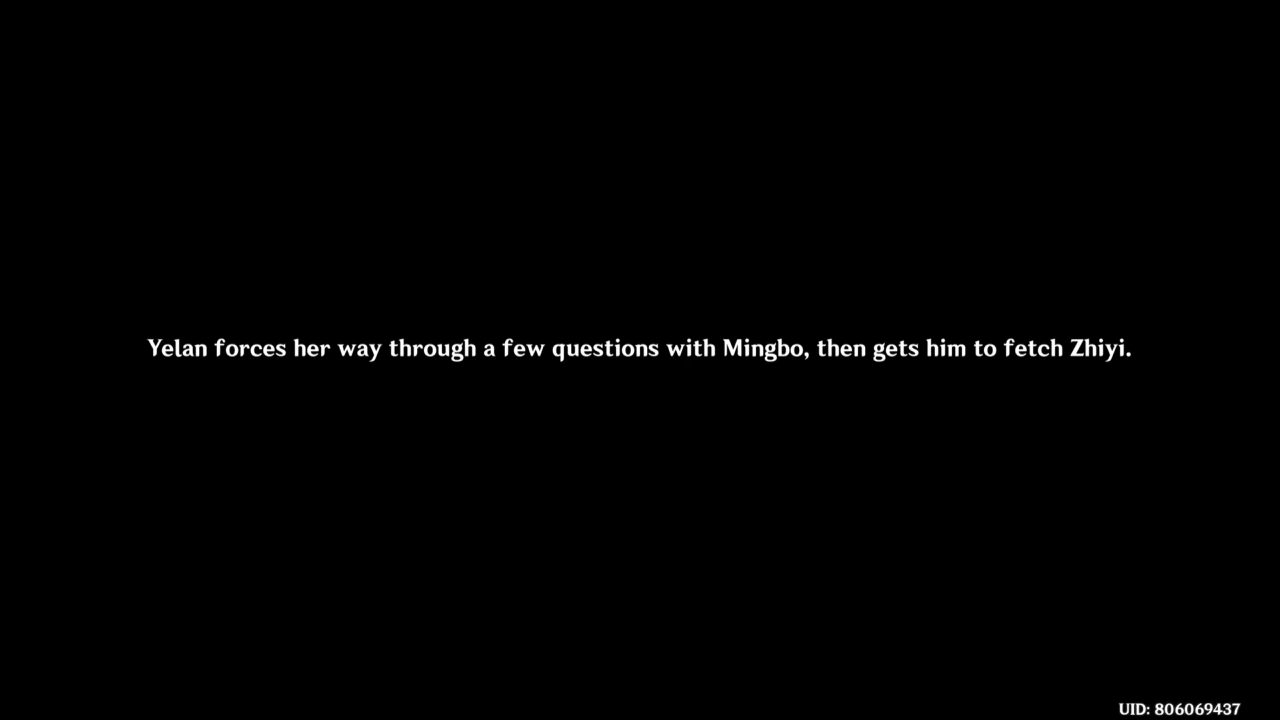 Yelan forces her way through a few questions with Mingbo, then gets him to fetch Zhiyi.
UID: 806069437